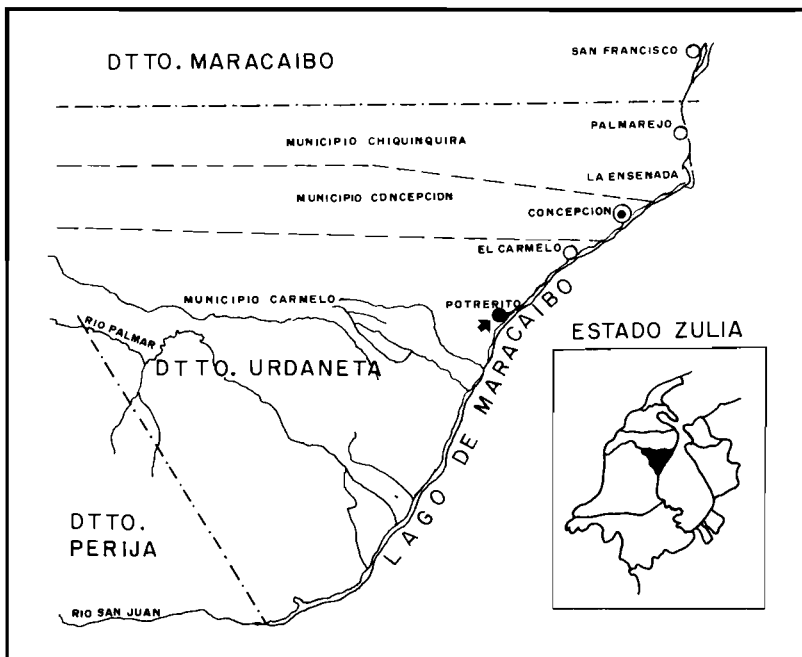 SAN FRANCISCO
DTTO. MARACAIBO
PALMAREJO
MUNICIPIO CHIQUINQUIRA
LA ENSENADA
MUNICIPIO CONCEPCION
CONCEPCION
EL CARMELO
MUNICIPIO CARMELO
POTRERITO
RIO PALMAR
ESTADO ZULIA
DTTO. URDANETA
LAGO DE MARACAIBO
DTTO.
PERIJA
RIO SAN JUAN